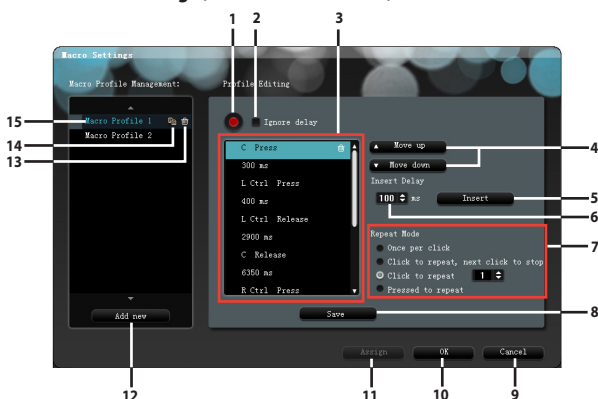 1 2 3
Macro Settings
Macro Profile Management:
Profile Editing
Ignore delay
15 Macro Profile 1
14
13
Macro Profile 2
Add new
12
C Press
300 ms
L Ctrl Press
400 ms
L Ctrl Release
2900 ms
C Release
6350 ms
R Ctrl Press
Move up
Move down
4
Insert Delay
100 ms Insert 5
6
Repeat Mode
7
Once per click
Click to repeat, next click to stop
Click to repeat 1
Pressed to repeat
Save 8
Assign OK Cancel
11 10 9